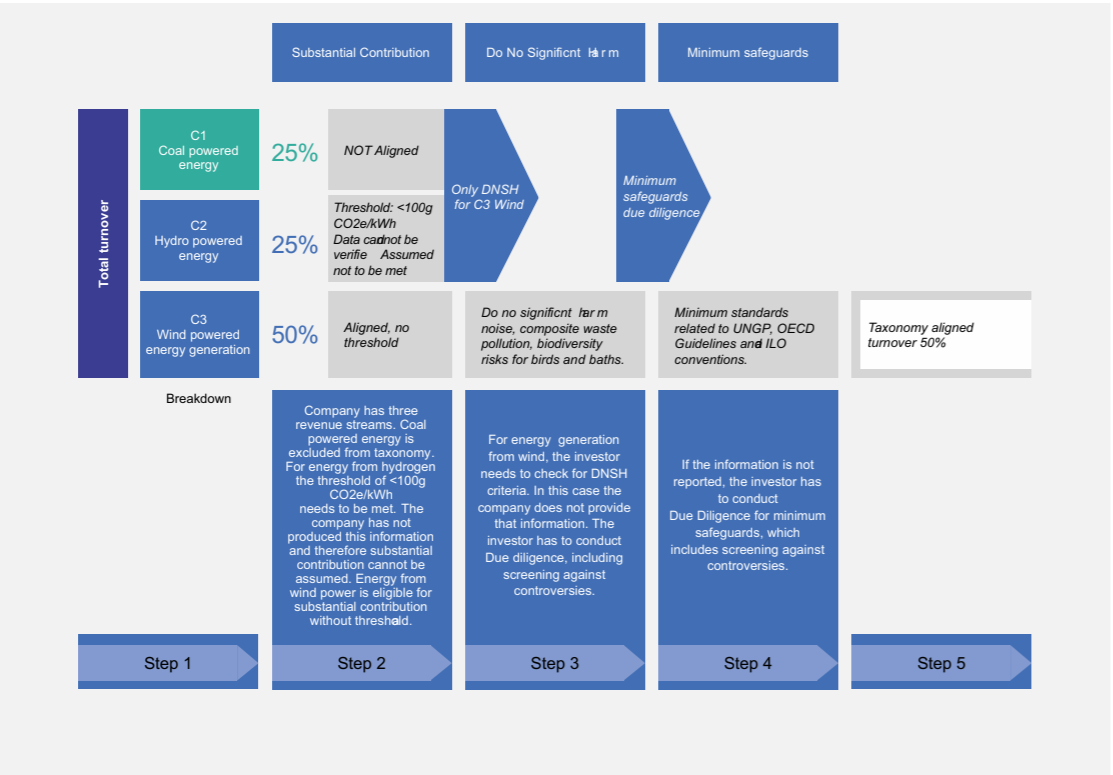 Substantial Contribution
Do No Significnt Harm
Minimum safeguards
Total turnover
C1
Coal powered
energy
25%
NOT Aligned
Only DNSH
for C3 Wind
Minimum
safeguards
due diligence
C2
Hydro powered
energy
25%
Threshold: <100g
CO2e/kWh
Data cannot be
verifie Assumed
not to be met
C3
Wind powered
energy generation
50%
Aligned, no
threshold
Do no significnt harm
noise, composite waste
pollution, biodiversity
risks for birds and baths.
Minimum standards
related to UNGP, OECD
Guidelines and ILO
conventions.
Taxonomy aligned
turnover 50%
Breakdown
Company has three
revenue streams. Coal
powered energy is
excluded from taxonomy.
For energy from hydrogen
the threshold of <100g
CO2e/kWh
needs to be met. The
company has not
produced this information
and therefore substantial
contribution cannot be
assumed. Energy from
wind power is eligible for
substantial contribution
without threshold.
For energy generation
from wind, the investor
needs to check for DNSH
criteria. In this case the
company does not provide
that information. The
investor has to conduct
Due diligence, including
screening against
controversies.
If the information is not
reported, the investor has
to conduct
Due Diligence for minimum
safeguards, which
includes screening against
controversies.
Step 1
Step 2
Step 3
Step 4
Step 5